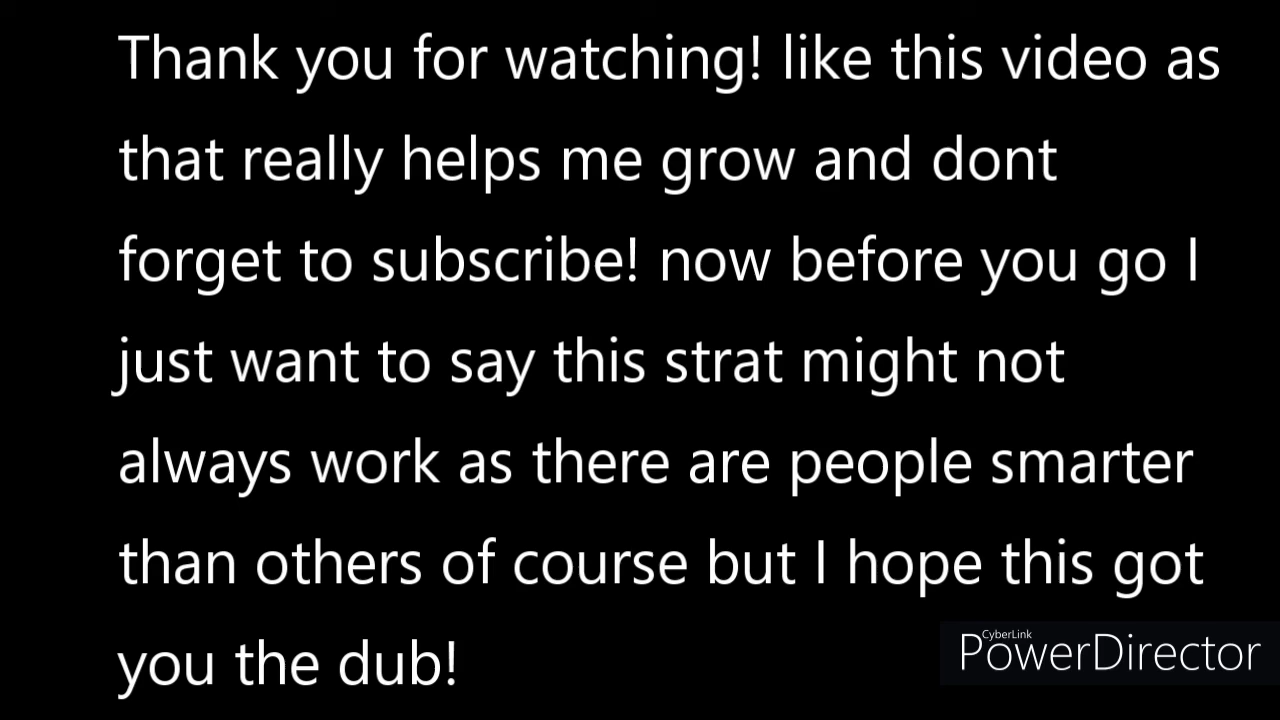 Thank you for watching! like this video as
that really helps me grow and dont
forget to subscribe! now before you go I
just want to say this strat might not
always work as there are people smarter
than others of course but I hope this got
you the dub!
CyberLink
PowerDirector